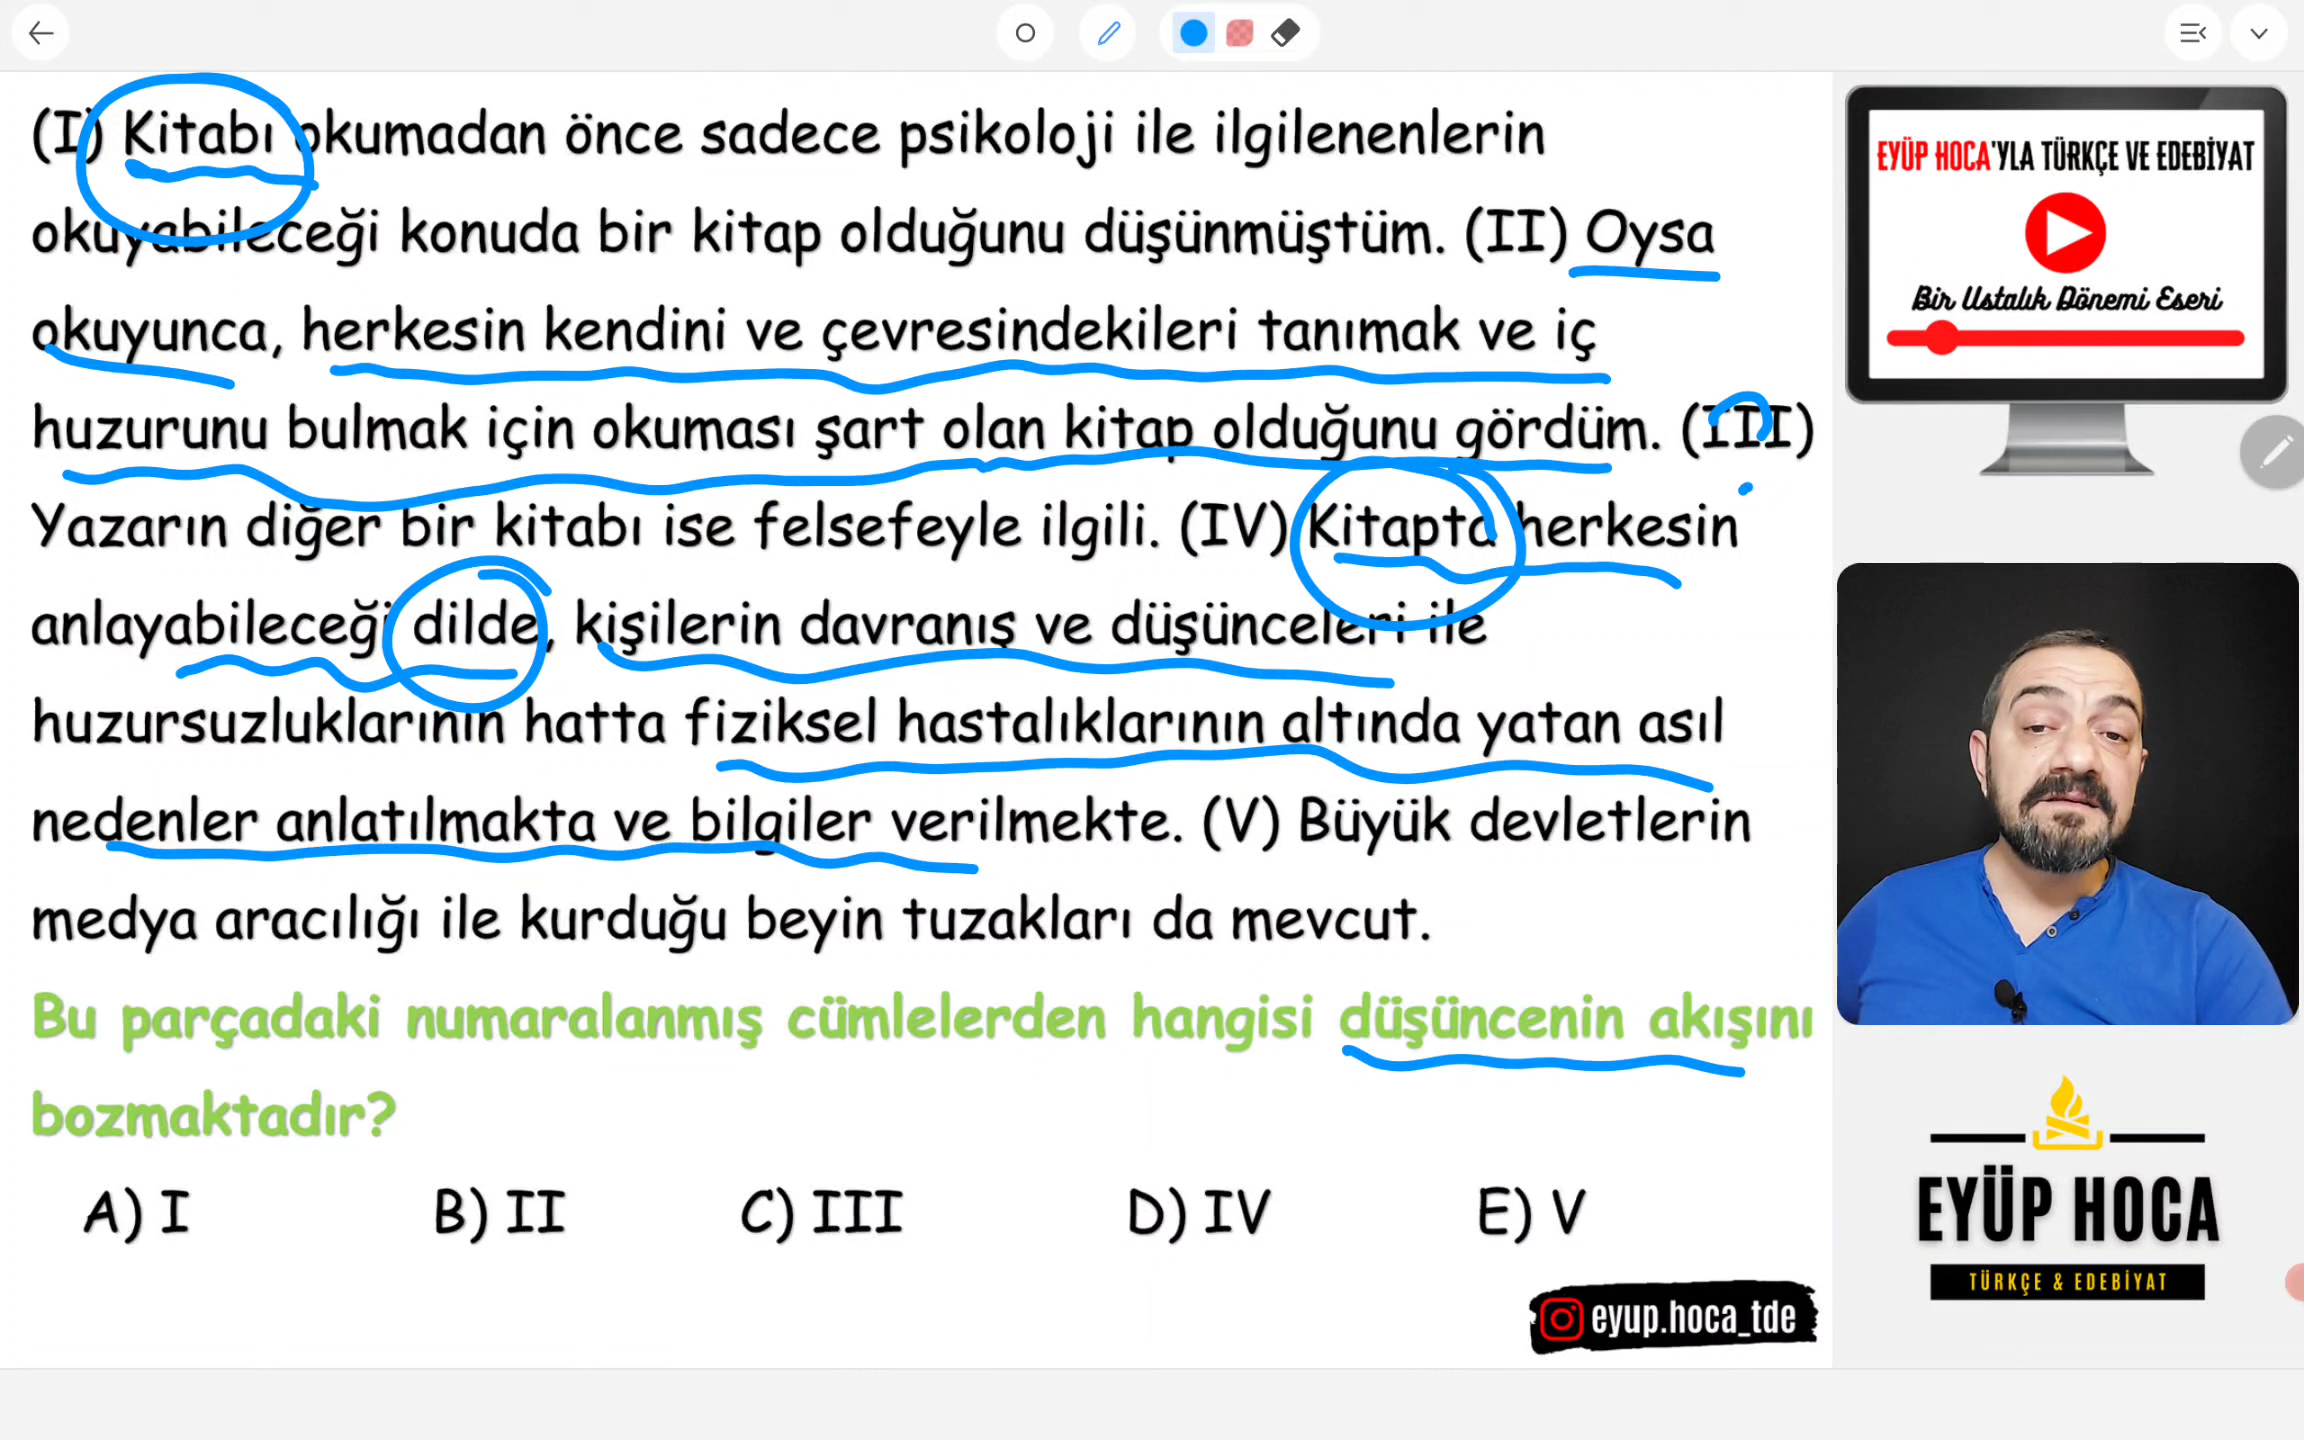 (I) Kitabı okumadan önce sadece psikoloji ile ilgilenenlerin
okuyabileceği konuda bir kitap olduğunu düşünmüştüm. (II) Oysa
okuyunca, herkesin kendini ve çevresindekileri tanımak ve iç
huzurunu bulmak için okuması şart olan kitap olduğunu gördüm. (III)
Yazarın diğer bir kitabı ise felsefeyle ilgili. (IV) Kitapta herkesin
anlayabileceği dilde, kişilerin davranış ve düşünceleri ile
huzursuzluklarının hatta fiziksel hastalıklarının altında yatan asıl
nedenler anlatılmakta ve bilgiler verilmekte. (V) Büyük devletlerin
medya aracılığı ile kurduğu beyin tuzakları da mevcut.
Bu parçadaki numaralanmış cümlelerden hangisi düşüncenin akışını
bozmaktadır?
A) I B) II C) III D) IV E) V
eyup.hoca_tde
EYÜP HOCA'YLA TÜRKÇE VE EDEBİYAT
Bir Ustalık Dönemi Eseri
EYÜP HOCA
TÜRKÇE & EDEBİYAT